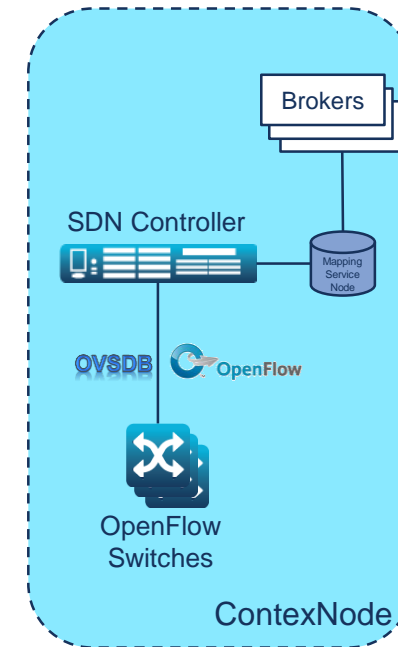 Brokers
SDN Controller
Mapping
Service
Node
OVSDB
OpenFlow
OpenFlow
Switches
ContexNode